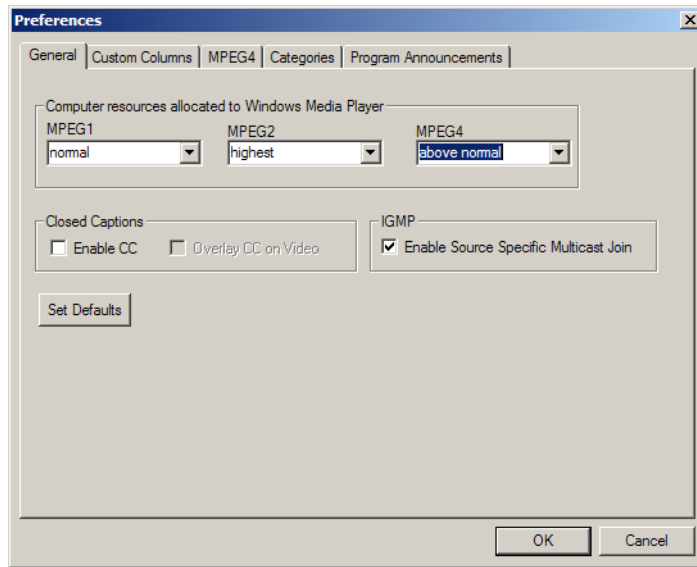 Preferences
General Custom Columns MPEG4 Categories Program Announcements
Computer resources allocated to Windows Media Player
MPEG1 MPEG2 MPEG4
normal highest above normal
Closed Captions IGMP
Enable CC Overlay CC on Video Enable Source Specific Multicast Join
Set Defaults
OK Cancel